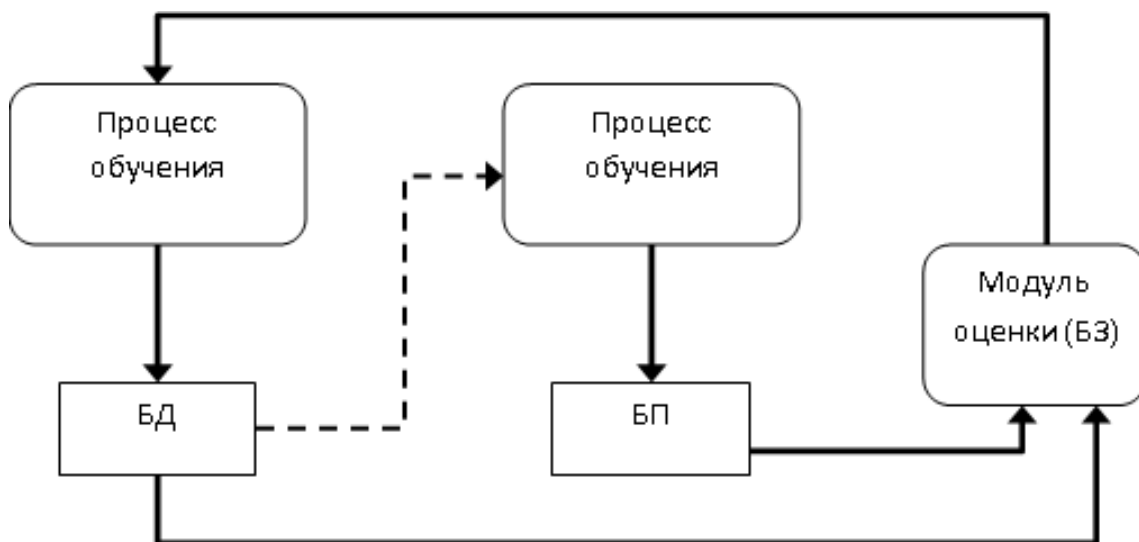 Процесс
обучения
Процесс
обучения
Модуль
оценки (БЗ)
БД
БП